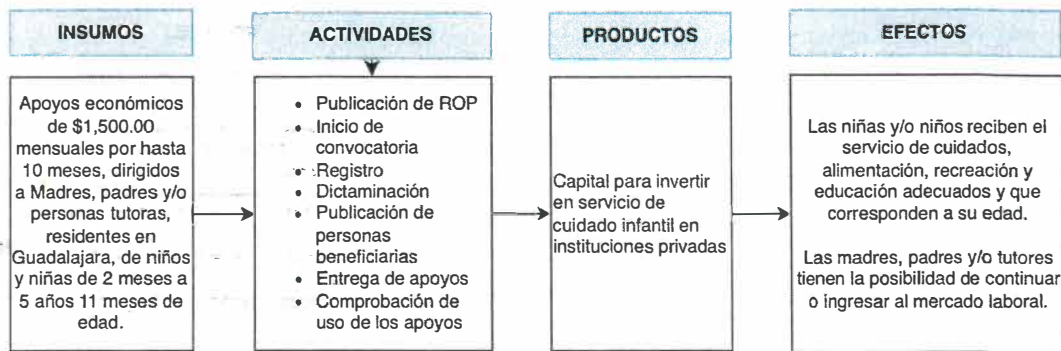 INSUMOS
Apoyos económicos
de $1,500.00
mensuales por hasta
10 meses, dirigidos
a Madres, padres y/o
personas tutoras,
residentes en
Guadalajara, de niños
y niñas de 2 meses a
5 años 11 meses de
edad.
ACTIVIDADES
• Publicación de ROP
• Inicio de
convocatoria
• Registro
• Dictaminación
• Publicación de
personas
beneficiarias
• Entrega de apoyos
• Comprobación de
uso de los apoyos
PRODUCTOS
Capital para invertir
en servicio de
cuidado infantil en
instituciones privadas
EFECTOS
Las niñas y/o niños reciben el
servicio de cuidados,
alimentación, recreación y
educación adecuados y que
corresponden a su edad.
Las madres, padres y/o tutores
tienen la posibilidad de continuar
o ingresar al mercado laboral.